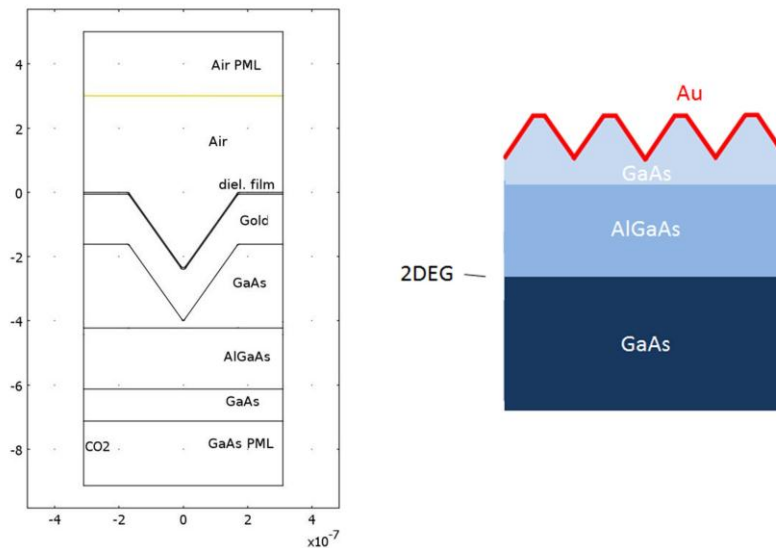 4
2
0
-2
-4
-6
-8
Air PML
Air
diel. film
Gold
GaAs
AlGaAs
GaAs
CO2
GaAs PML
-4
-2
0
2
4
x10⁻⁷
Au
GaAs
AlGaAs
2DEG
GaAs